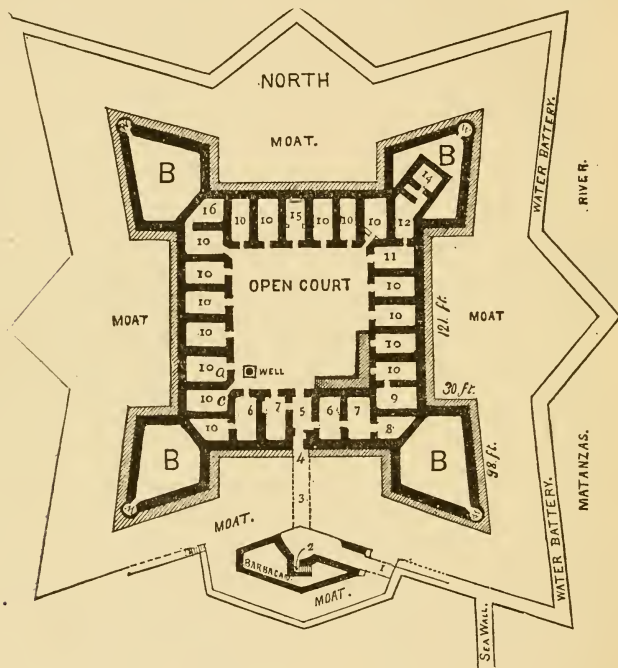 NORTH
MOAT.
B
B
14
16
10
10
15
10
10
10
12
10
11
10
10
10
OPEN COURT
10
10
10
MOAT
MOAT
121. ft.
10 a
WELL
10
30 ft.
10 c
6
7
5
6
7
9
10
8
B
B
98. ft.
4
3
MOAT.
2
BARBACAN.
1
MOAT.
WATER BATTERY.
RIVER.
MATANZAS.
WATER BATTERY.
SEA WALL.